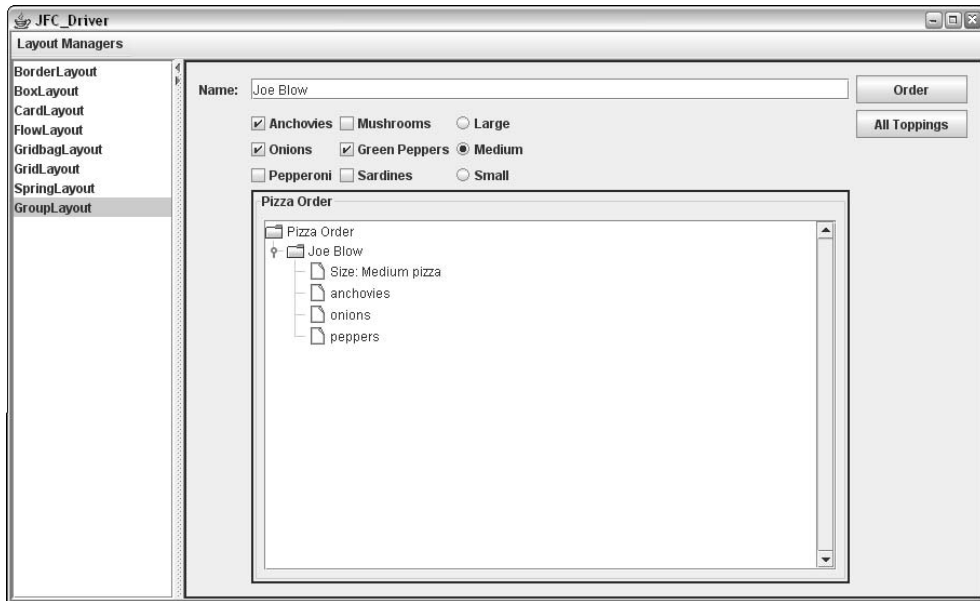 JFC_Driver
Layout Managers
BorderLayout
BoxLayout
CardLayout
FlowLayout
GridbagLayout
GridLayout
SpringLayout
GroupLayout
Name: Joe Blow Order
All Toppings
Anchovies Mushrooms Large
Onions Green Peppers Medium
Pepperoni Sardines Small
Pizza Order
Pizza Order
Joe Blow
Size: Medium pizza
anchovies
onions
peppers